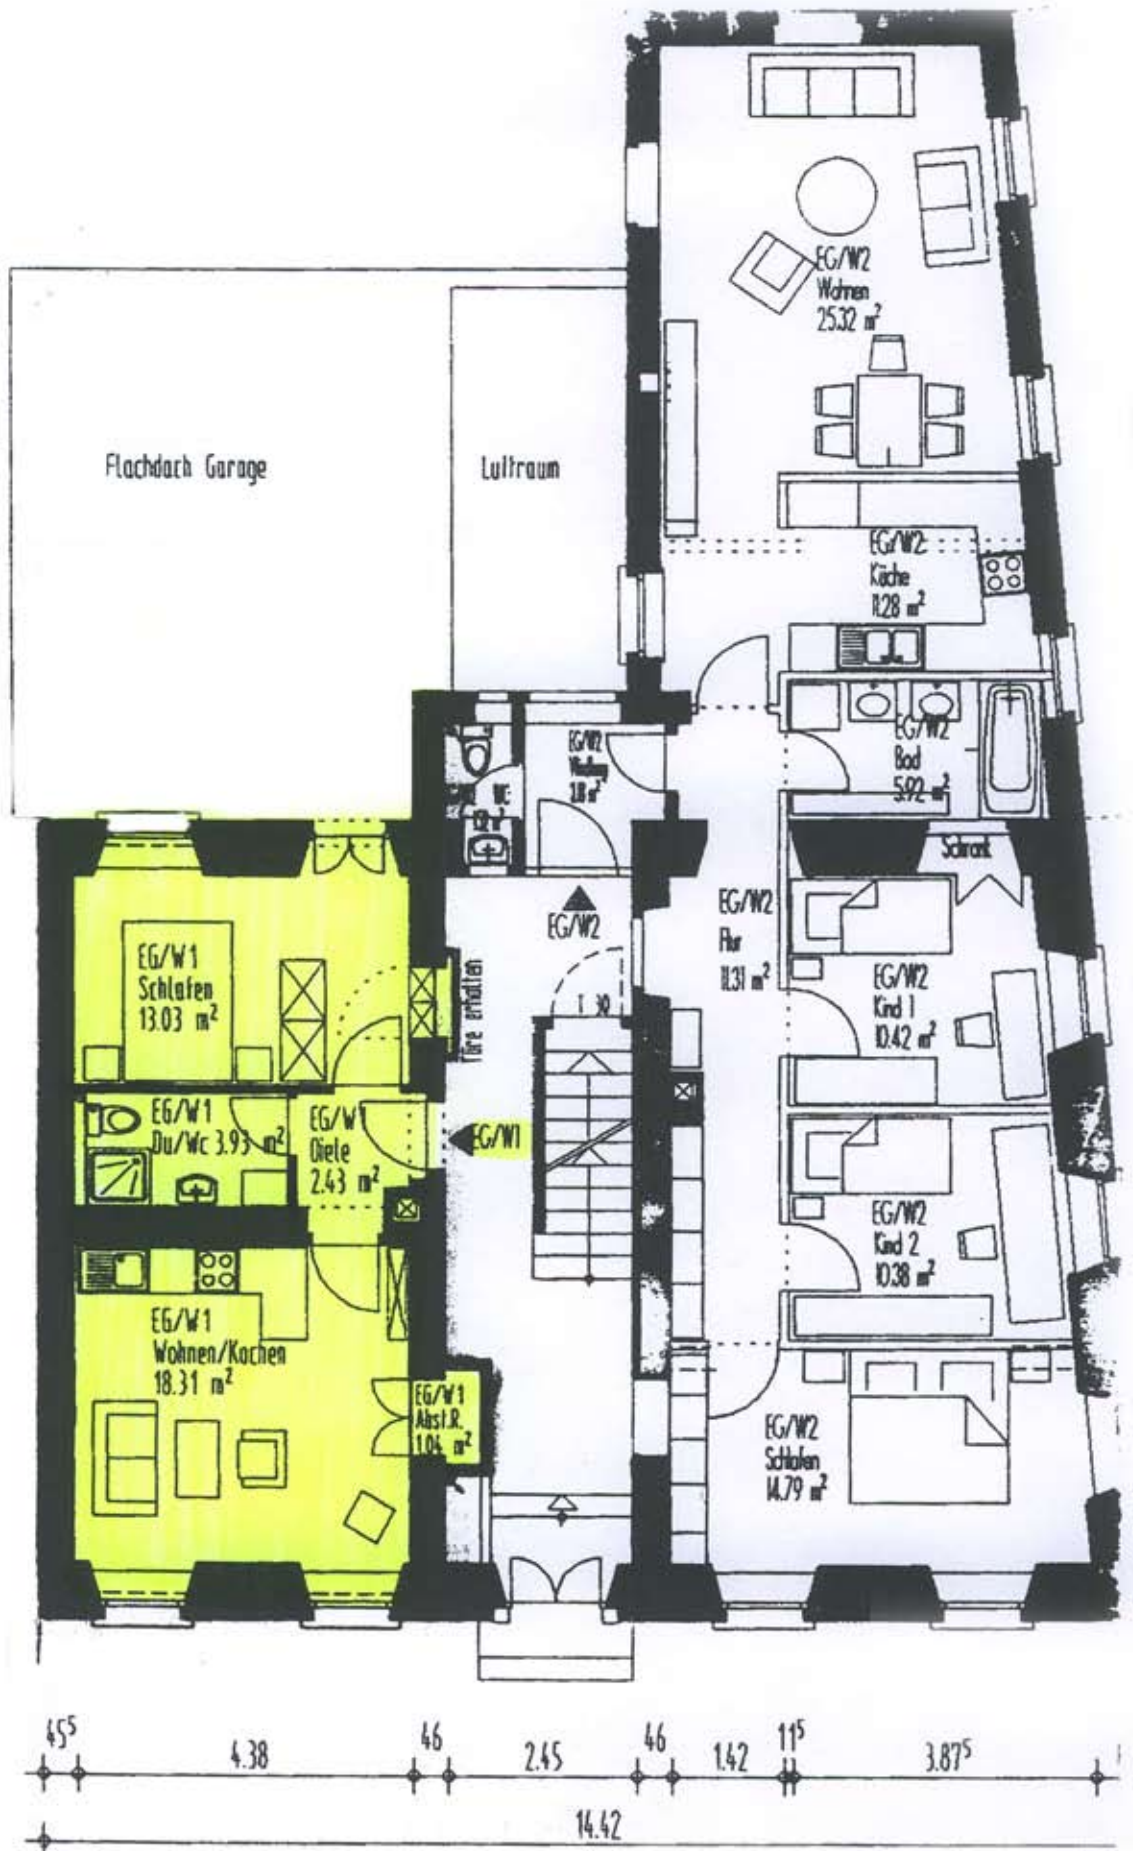 EG/W2
Wohnen
25.32 m²
Flachdach Garage
Luftraum
EG/W2
Küche
11.28 m²
EG/W2
Bad
5.92 m²
EG/W2
WC
Schrank
EG/W2
EG/W2
Flur
11.31 m²
EG/W1
Schlafen
13.03 m²
Türe erhalten
T 30
EG/W2
Kind 1
10.42 m²
EG/W1
Du/Wc 3.93 m²
EG/W
Diele
2.43 m²
EG/W1
EG/W2
Kind 2
10.38 m²
EG/W1
Wohnen/Kochen
18.31 m²
EG/W1
Abst.R.
1.04 m²
EG/W2
Schlafen
14.79 m²
45⁵
4.38
46
2.45
46
1.42
11⁵
3.87⁵
14.42